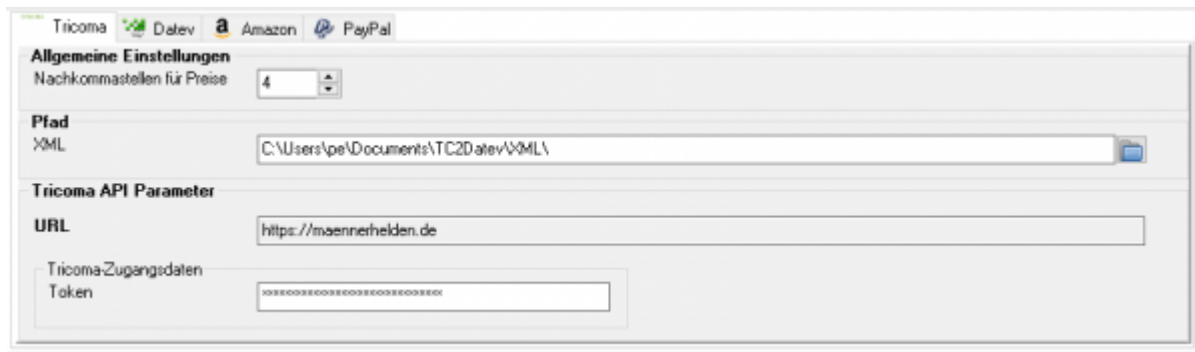 Tricoma Datev Amazon PayPal
Allgemeine Einstellungen
Nachkommastellen für Preise 4
Pfad
XML C:\Users\pe\Documents\TC2Datev\XML\
Tricoma API Parameter
URL https://maennerhelden.de
Tricoma-Zugangsdaten
Token